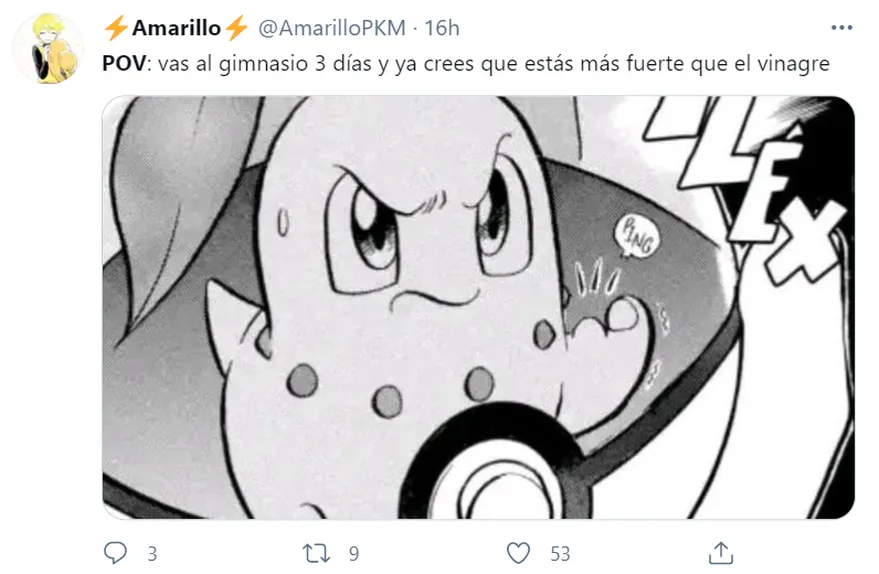 ⚡Amarillo⚡ @AmarilloPKM · 16h
POV: vas al gimnasio 3 días y ya crees que estás más fuerte que el vinagre
FLEX
PING
3 9 53